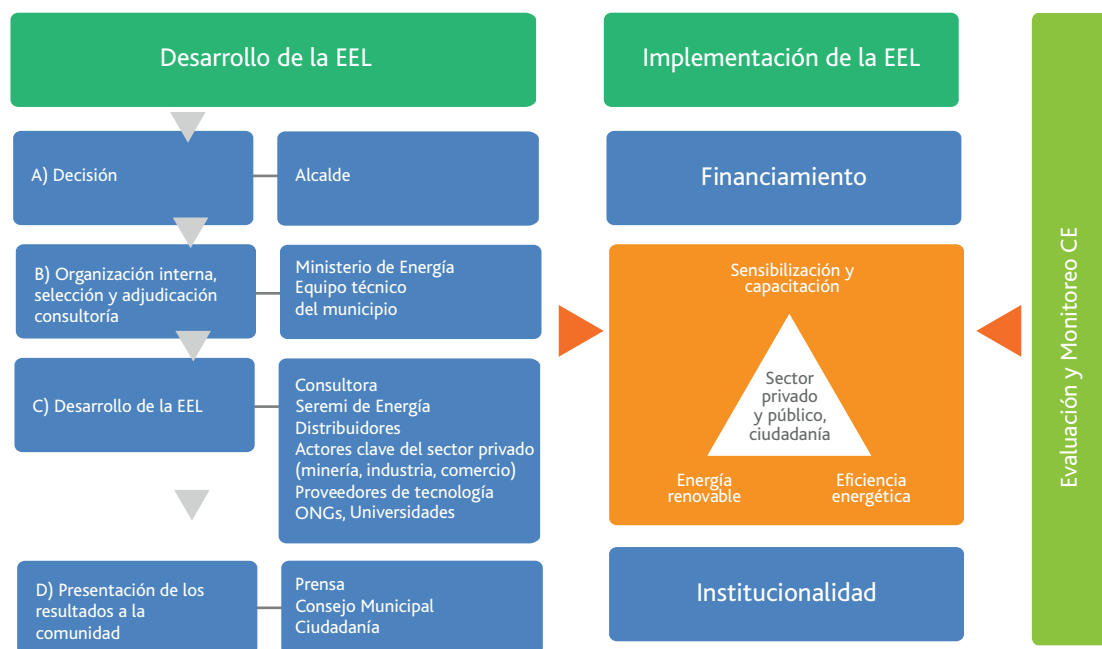 Desarrollo de la EEL
A) Decisión
Alcalde
B) Organización interna,
selección y adjudicación
consultoría
Ministerio de Energía
Equipo técnico
del municipio
C) Desarrollo de la EEL
Consultora
Seremi de Energía
Distribuidores
Actores clave del sector privado
(minería, industria, comercio)
Proveedores de tecnología
ONGs, Universidades
D) Presentación de los
resultados a la
comunidad
Prensa
Consejo Municipal
Ciudadanía
Implementación de la EEL
Financiamiento
Sensibilización y
capacitación
Sector
privado
y público,
ciudadanía
Energía
renovable
Eficiencia
energética
Institucionalidad
Evaluación y Monitoreo CE